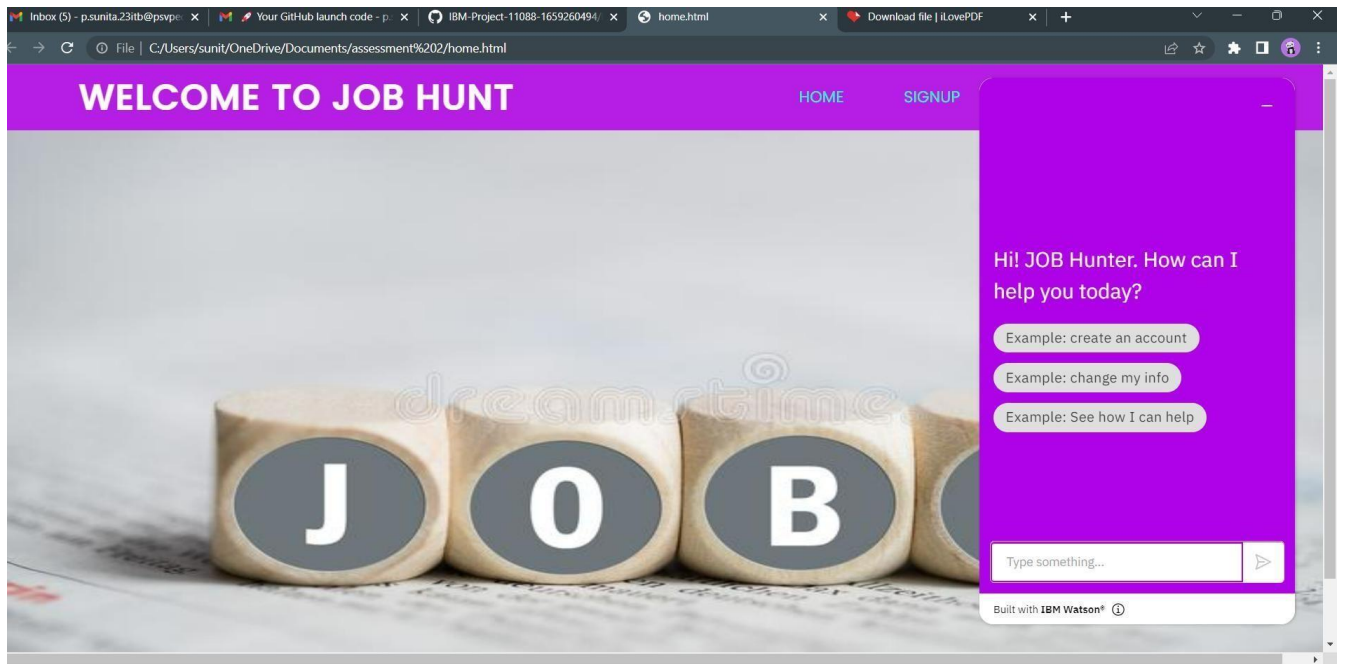 Inbox (5) - p.sunita.23itb@psvpe
Your GitHub launch code - p.
IBM-Project-11088-1659260494/
home.html
Download file | iLovePDF
File | C:/Users/sunit/OneDrive/Documents/assessment%202/home.html
WELCOME TO JOB HUNT
HOME
SIGNUP
Hi! JOB Hunter. How can I
help you today?
Example: create an account
Example: change my info
Example: See how I can help
dreamstime
J O B
Type something...
Built with IBM Watson®